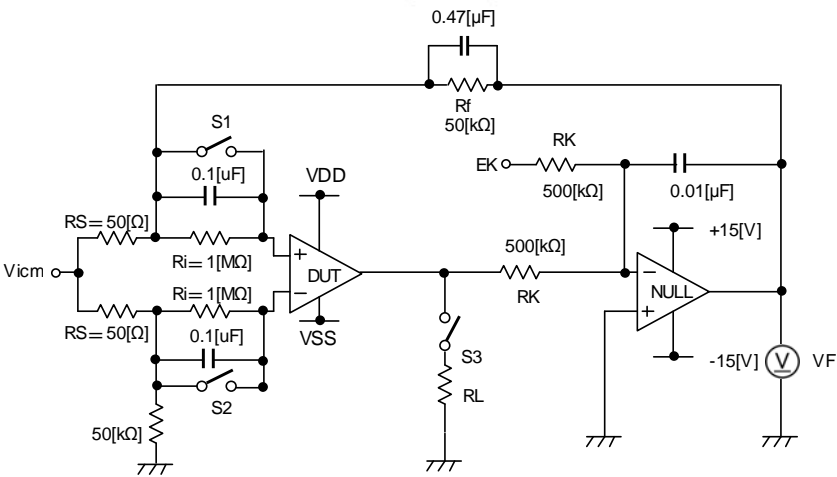 0.47[µF]
Rf
50[kΩ]
S1
RK
EK
0.1[uF]
VDD
500[kΩ]
0.01[µF]
RS=50[Ω]
+15[V]
500[kΩ]
Vicm
Ri=1[MΩ]
+
DUT
−
Ri=1[MΩ]
RK
−
NULL
+
RS=50[Ω]
0.1[uF]
VSS
S3
-15[V]
V
VF
S2
RL
50[kΩ]